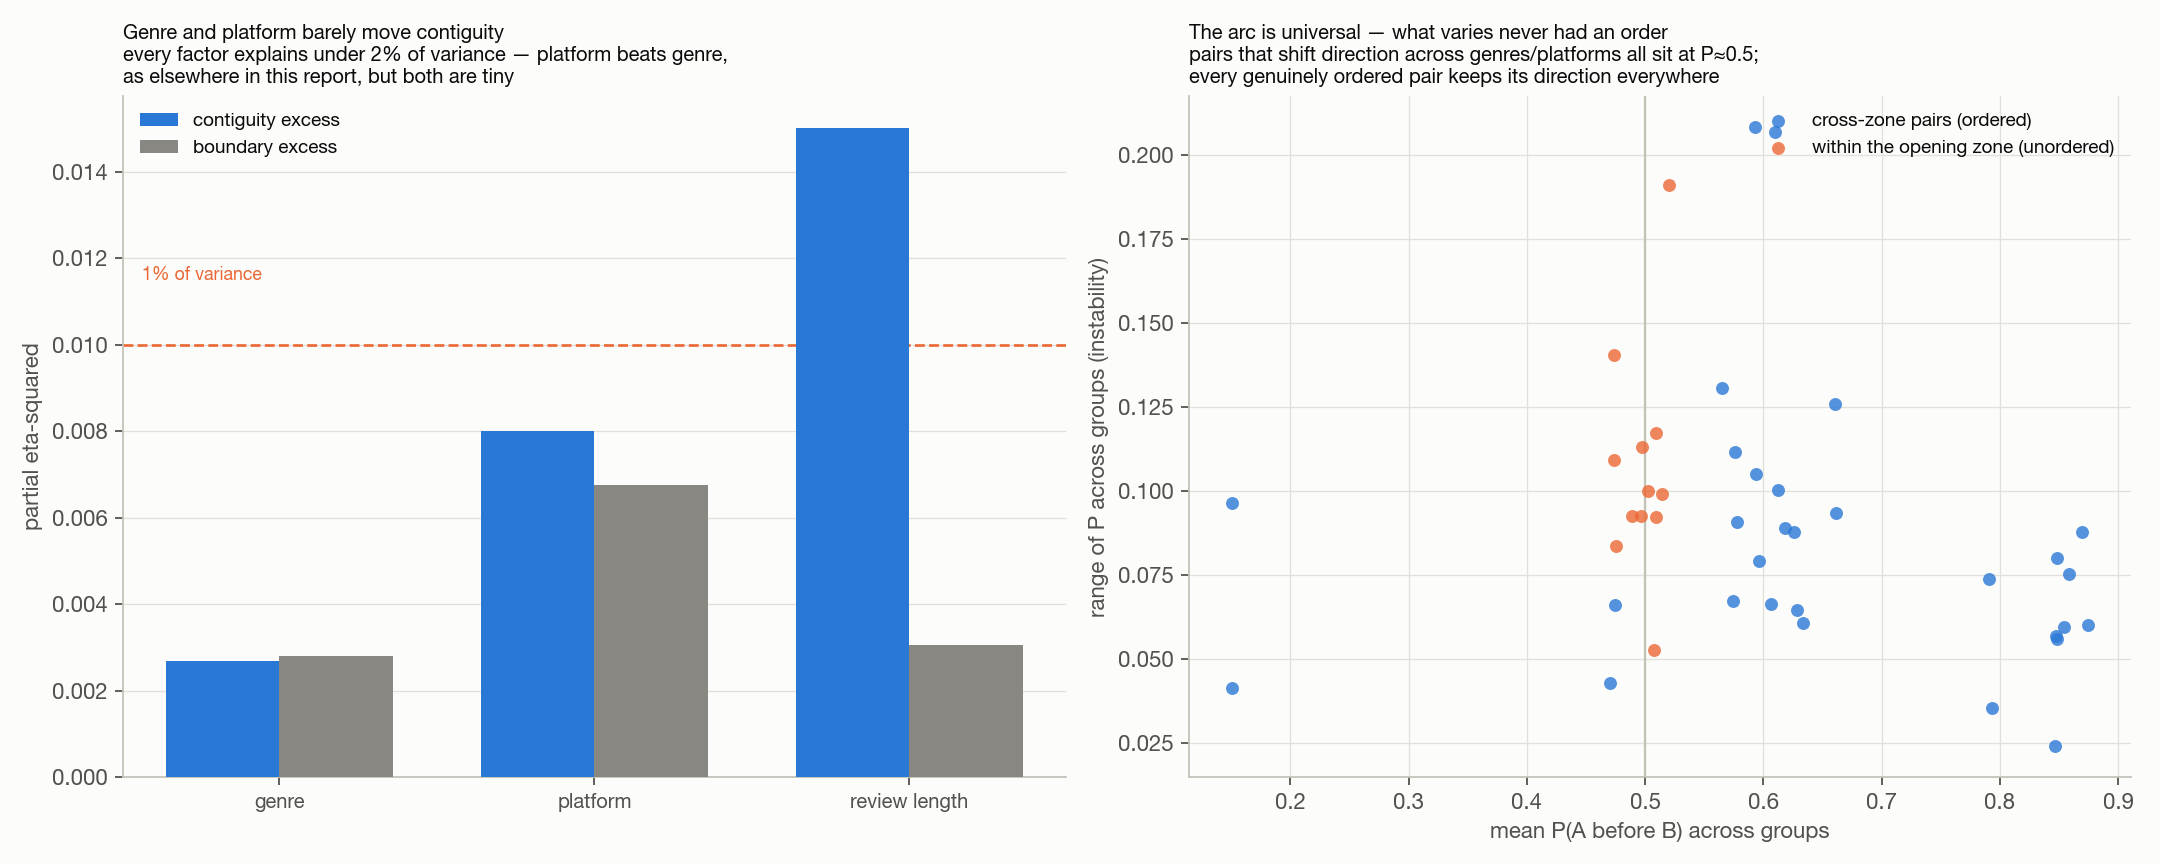 Genre and platform barely move contiguity
every factor explains under 2% of variance — platform beats genre,
as elsewhere in this report, but both are tiny
contiguity excess
boundary excess
1% of variance
partial eta-squared
0.014
0.012
0.010
0.008
0.006
0.004
0.002
0.000
genre
platform
review length
The arc is universal — what varies never had an order
pairs that shift direction across genres/platforms all sit at P≈0.5;
every genuinely ordered pair keeps its direction everywhere
cross-zone pairs (ordered)
within the opening zone (unordered)
range of P across groups (instability)
0.200
0.175
0.150
0.125
0.100
0.075
0.050
0.025
0.2
0.3
0.4
0.5
0.6
0.7
0.8
0.9
mean P(A before B) across groups